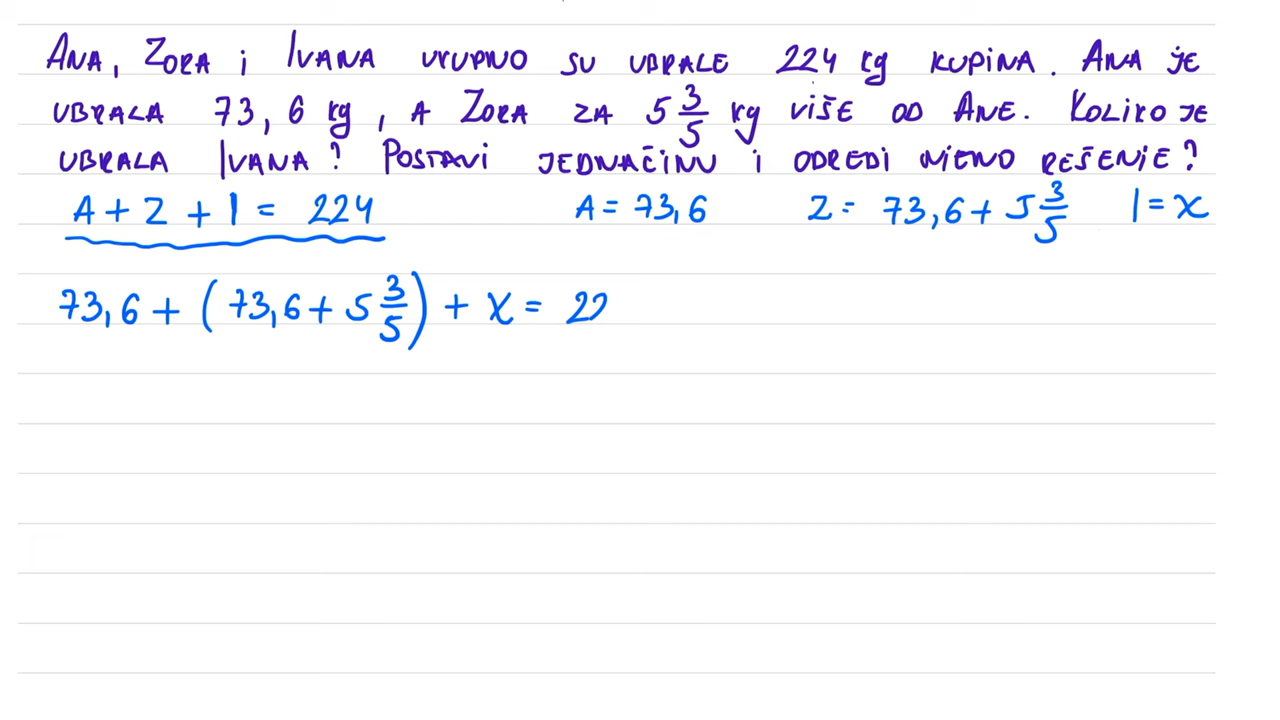 ANA, ZORA i IVANA UKUPNO SU UBRALE 224 kg KUPINA. ANA JE
UBRALA 73,6 kg, A ZORA ZA 5 3/5 kg VIŠE OD ANE. KOLIKO JE
UBRALA IVANA? POSTAVI JEDNAČINU I ODREDI NJENO REŠENJE?
A + Z + I = 224 A = 73,6 Z = 73,6 + 5 3/5 I = x
73,6 + (73,6 + 5 3/5) + x = 22